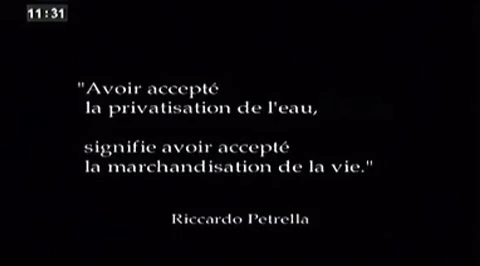 11:31
"Avoir accepté
la privatisation de l'eau,
signifie avoir accepté
la marchandisation de la vie."
Riccardo Petrella